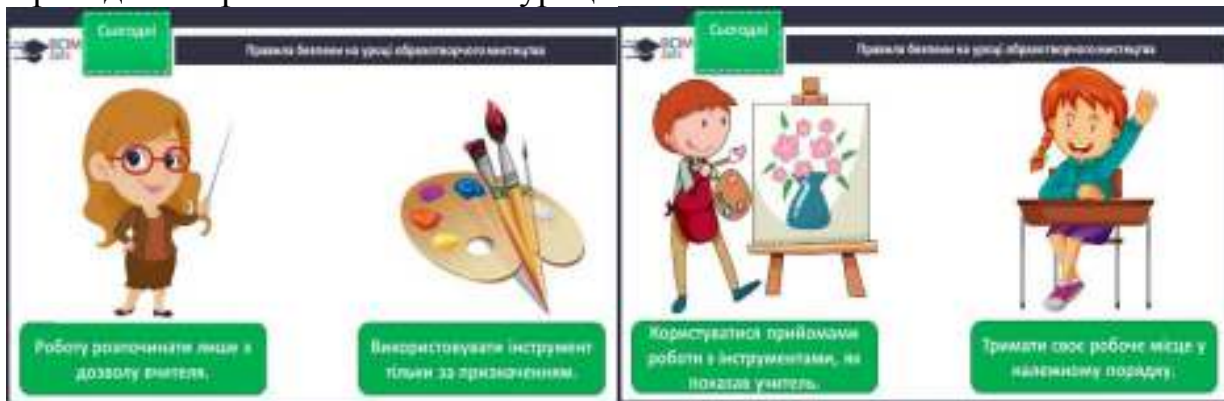 Сьогодні
Правила безпеки на уроці образотворчого мистецтва
Роботу розпочинати лише з
дозволу вчителя.
Використовувати інструмент
тільки за призначенням.
Сьогодні
Правила безпеки на уроці образотворчого мистецтва
Користуватися прийомами
роботи з інструментами, як
показав учитель.
Тримати своє робоче місце у
належному порядку.